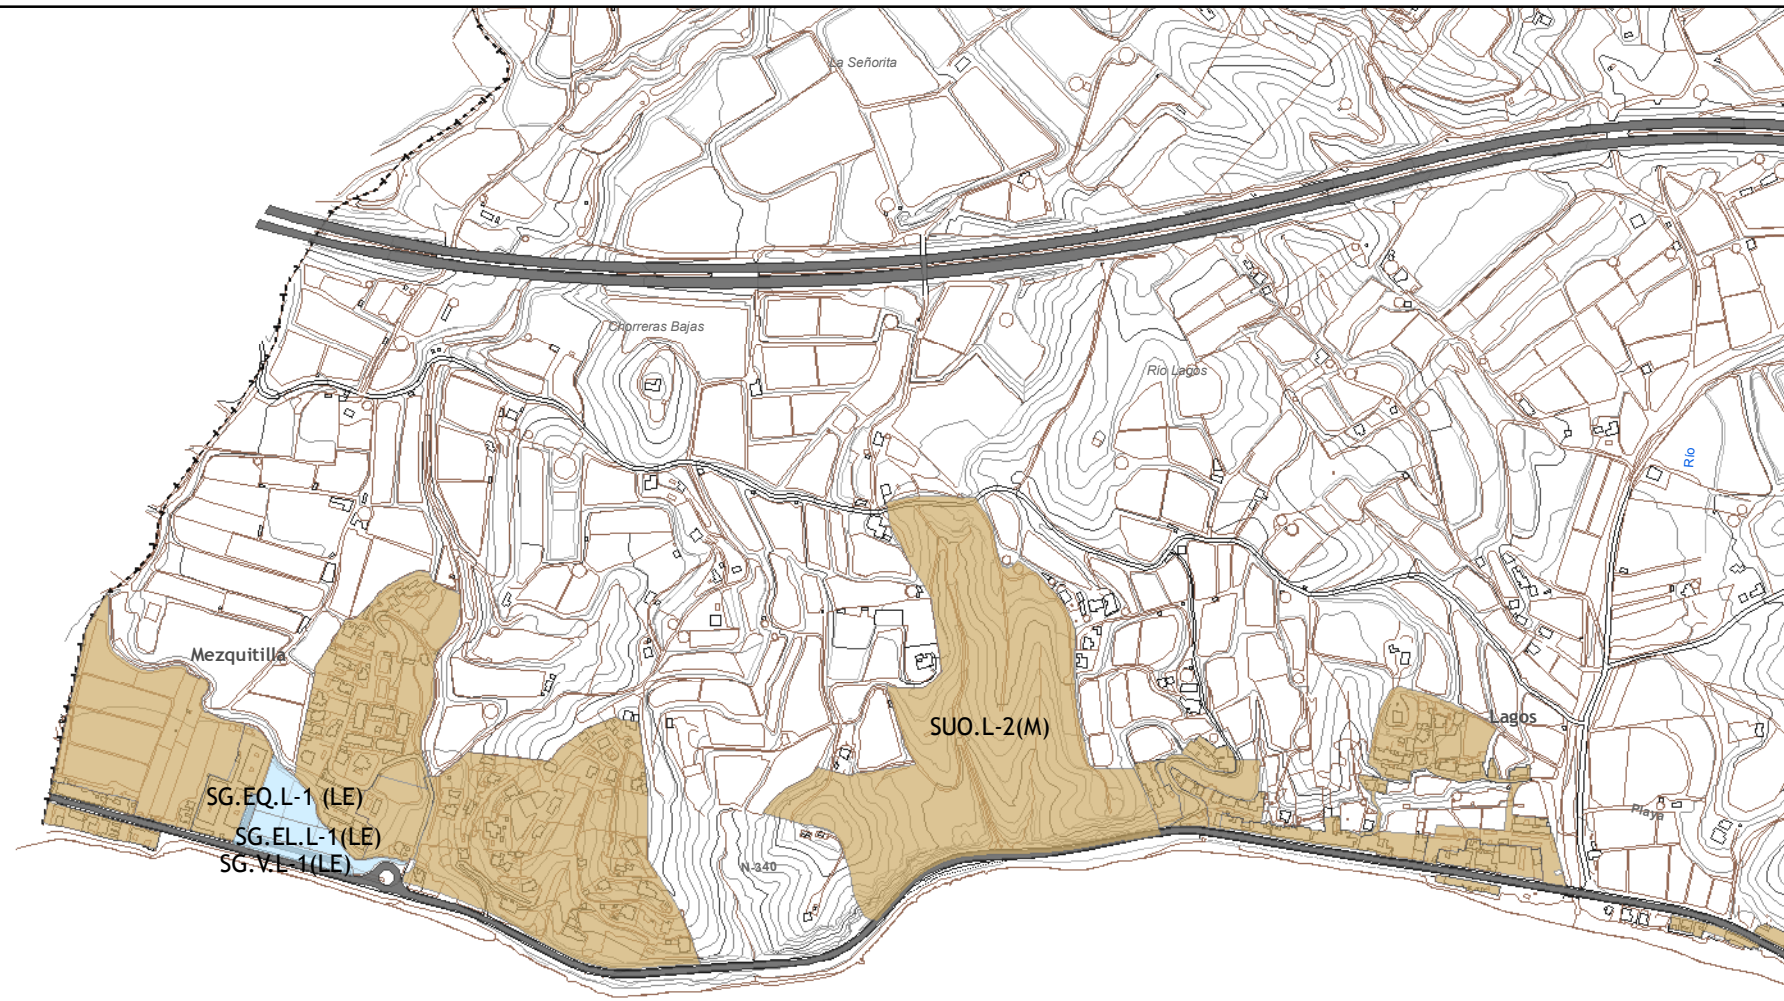 La Señorita
Chorreras Bajas
Río Lagos
Río
Mezquitilla
Lagos
SUO.L-2(M)
SG.EQ.L-1 (LE)
SG.EL.L-1(LE)
SG.V.L-1(LE)
Playa
N-340